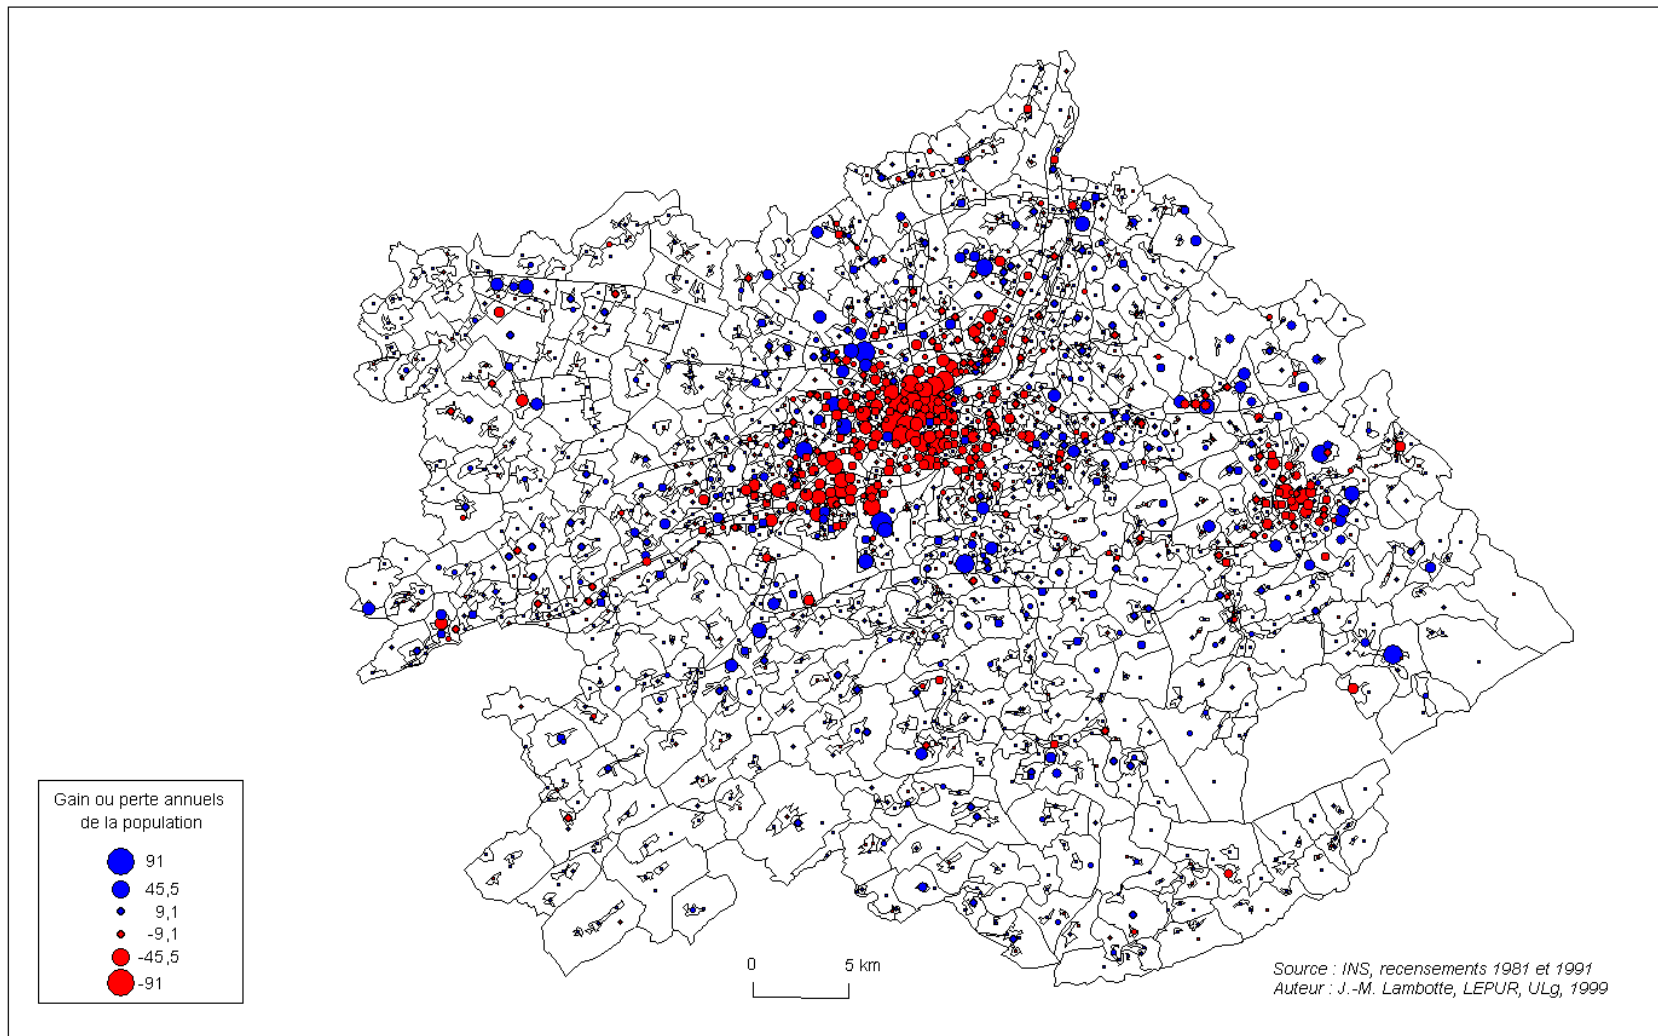 Gain ou perte annuels
de la population
91
45,5
9,1
-9,1
-45,5
-91
0 5 km
Source : INS, recensements 1981 et 1991
Auteur : J.-M. Lambotte, LEPUR, ULg, 1999